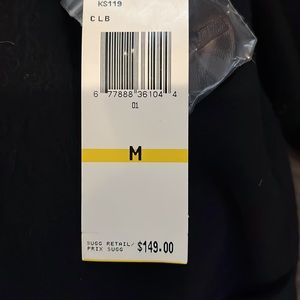 KS119
CLB
6 77888 36104 4
01
M
SUGG RETAIL/
PRIX SUGG $149.00